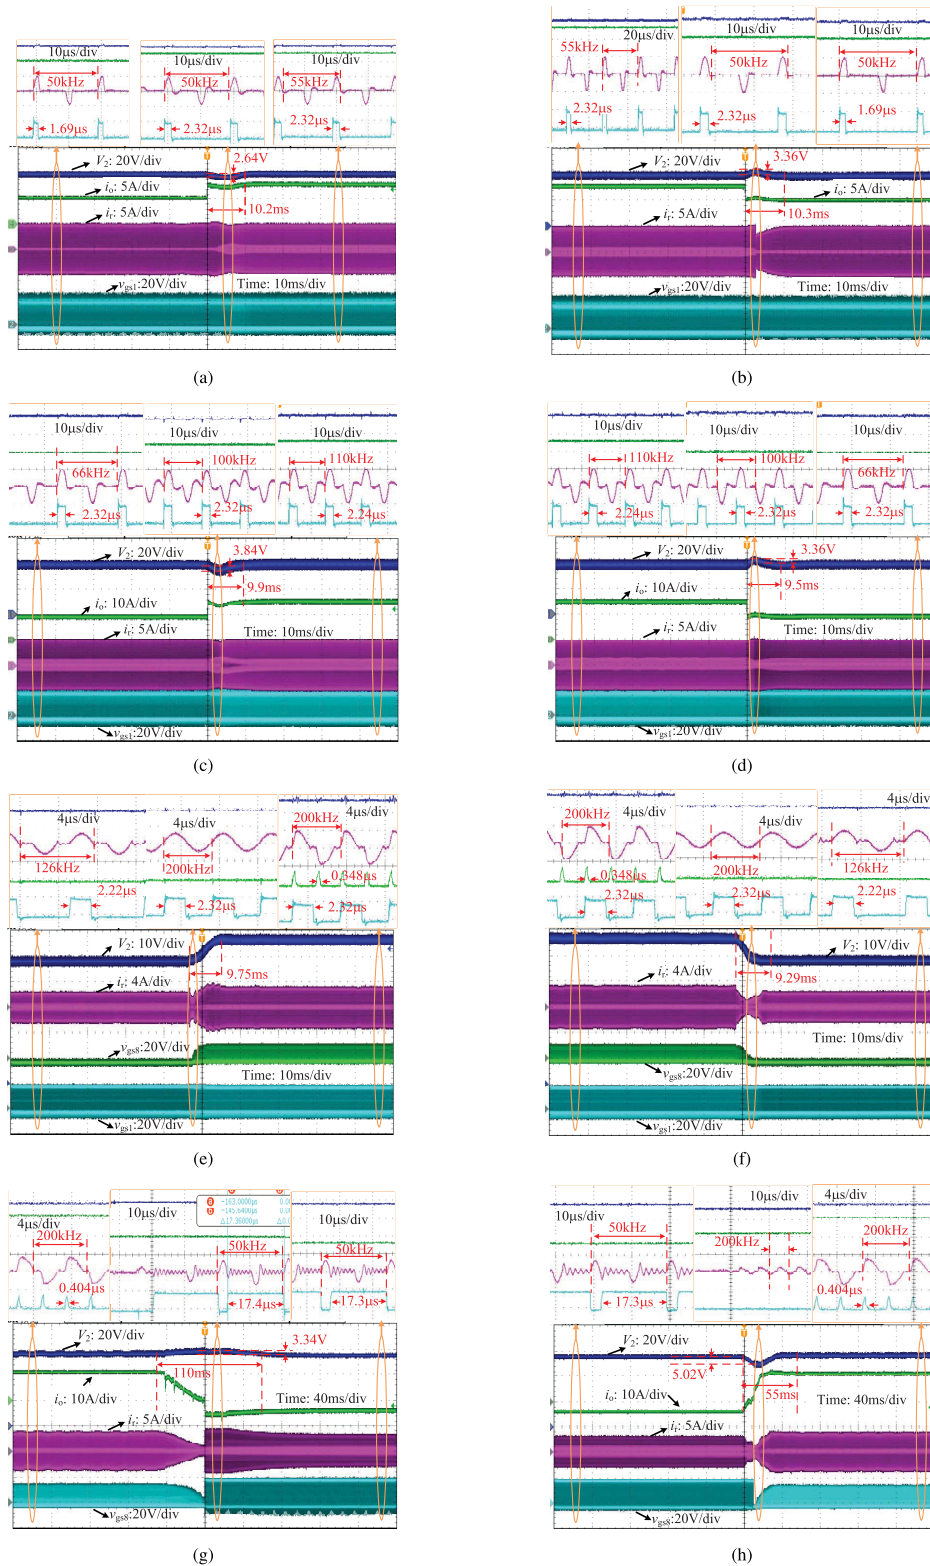 10μs/div
10μs/div
10μs/div
50kHz
50kHz
55kHz
1.69μs
2.32μs
2.32μs
V2: 20V/div
2.64V
io: 5A/div
10.2ms
ir: 5A/div
vgs1:20V/div
Time: 10ms/div
(a)
20μs/div
10μs/div
10μs/div
55kHz
50kHz
50kHz
2.32μs
2.32μs
1.69μs
V2: 20V/div
3.36V
io: 5A/div
10.3ms
ir: 5A/div
vgs1:20V/div
Time: 10ms/div
(b)
10μs/div
10μs/div
10μs/div
66kHz
100kHz
110kHz
2.32μs
2.32μs
2.24μs
V2: 20V/div
3.84V
9.9ms
io: 10A/div
ir: 5A/div
Time: 10ms/div
vgs1:20V/div
(c)
10μs/div
10μs/div
10μs/div
110kHz
100kHz
66kHz
2.24μs
2.32μs
2.32μs
V2: 20V/div
3.36V
9.5ms
io: 10A/div
ir: 5A/div
Time: 10ms/div
vgs1:20V/div
(d)
4μs/div
4μs/div
4μs/div
200kHz
126kHz
200kHz
0.348μs
2.22μs
2.32μs
2.32μs
V2: 10V/div
9.75ms
ir: 4A/div
vgs8:20V/div
Time: 10ms/div
vgs1:20V/div
(e)
4μs/div
4μs/div
4μs/div
200kHz
200kHz
126kHz
0.348μs
2.32μs
2.32μs
2.22μs
V2: 10V/div
ir: 4A/div
9.29ms
Time: 10ms/div
vgs8:20V/div
vgs1:20V/div
(f)
−163.0000μs
−145.6400μs
△17.36000μs
10μs/div
10μs/div
4μs/div
200kHz
50kHz
50kHz
0.404μs
17.4μs
17.3μs
V2: 20V/div
3.34V
110ms
io: 10A/div
Time: 40ms/div
ir: 5A/div
vgs8:20V/div
(g)
10μs/div
10μs/div
4μs/div
50kHz
200kHz
200kHz
17.3μs
0.404μs
V2: 20V/div
5.02V
55ms
io: 10A/div
Time: 40ms/div
ir: 5A/div
vgs8:20V/div
(h)